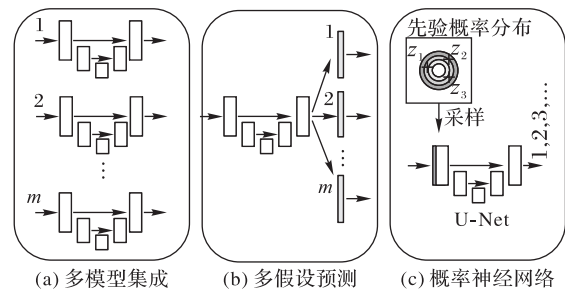 1
2
⋮
m
(a) 多模型集成
1
2
⋮
m
(b) 多假设预测
先验概率分布
z1
z2
z3
采样
1,2,3,…
U-Net
(c) 概率神经网络